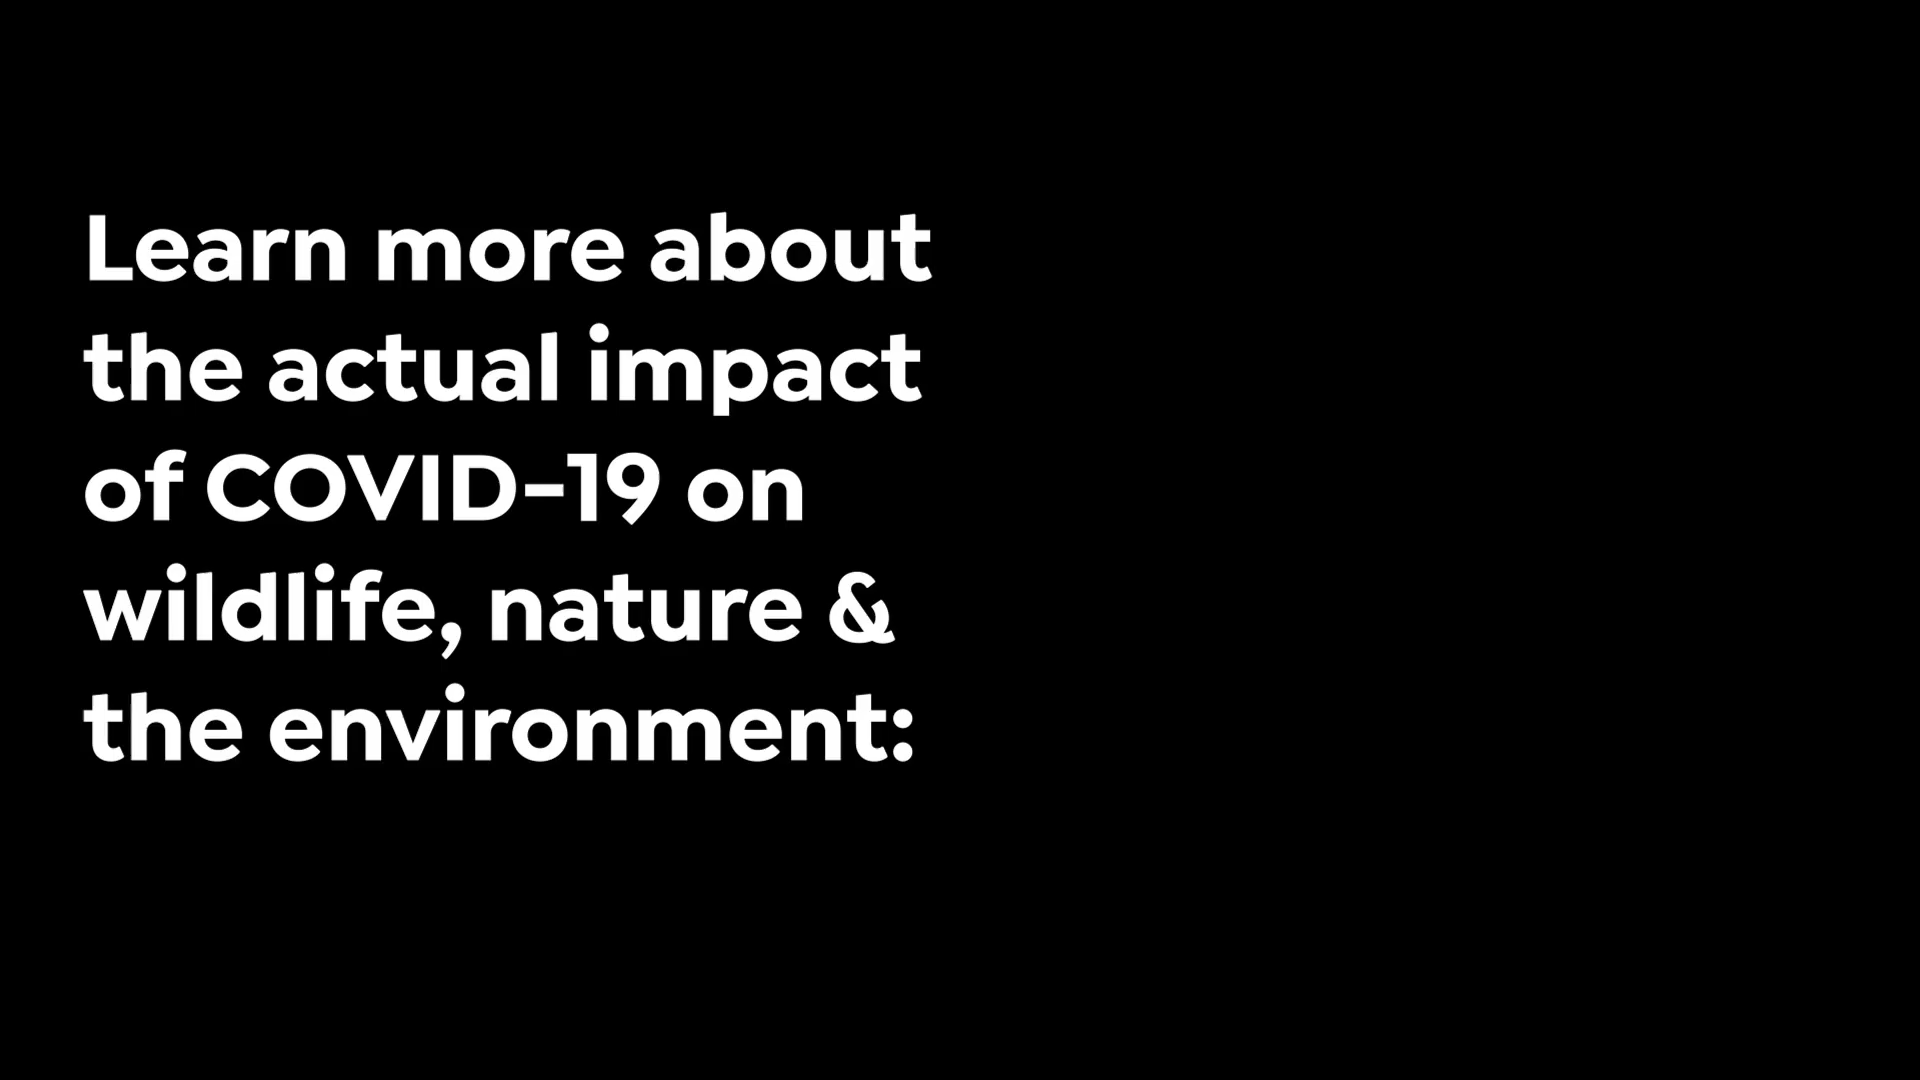 Learn more about
the actual impact
of COVID-19 on
wildlife, nature &
the environment: